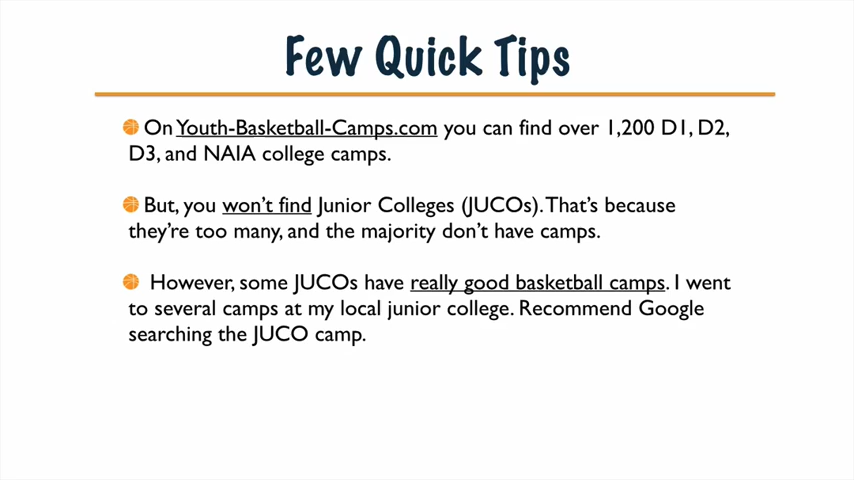 Few Quick Tips
On Youth-Basketball-Camps.com you can find over 1,200 D1, D2,
D3, and NAIA college camps.
But, you won't find Junior Colleges (JUCOs). That's because
they're too many, and the majority don't have camps.
However, some JUCOs have really good basketball camps. I went
to several camps at my local junior college. Recommend Google
searching the JUCO camp.